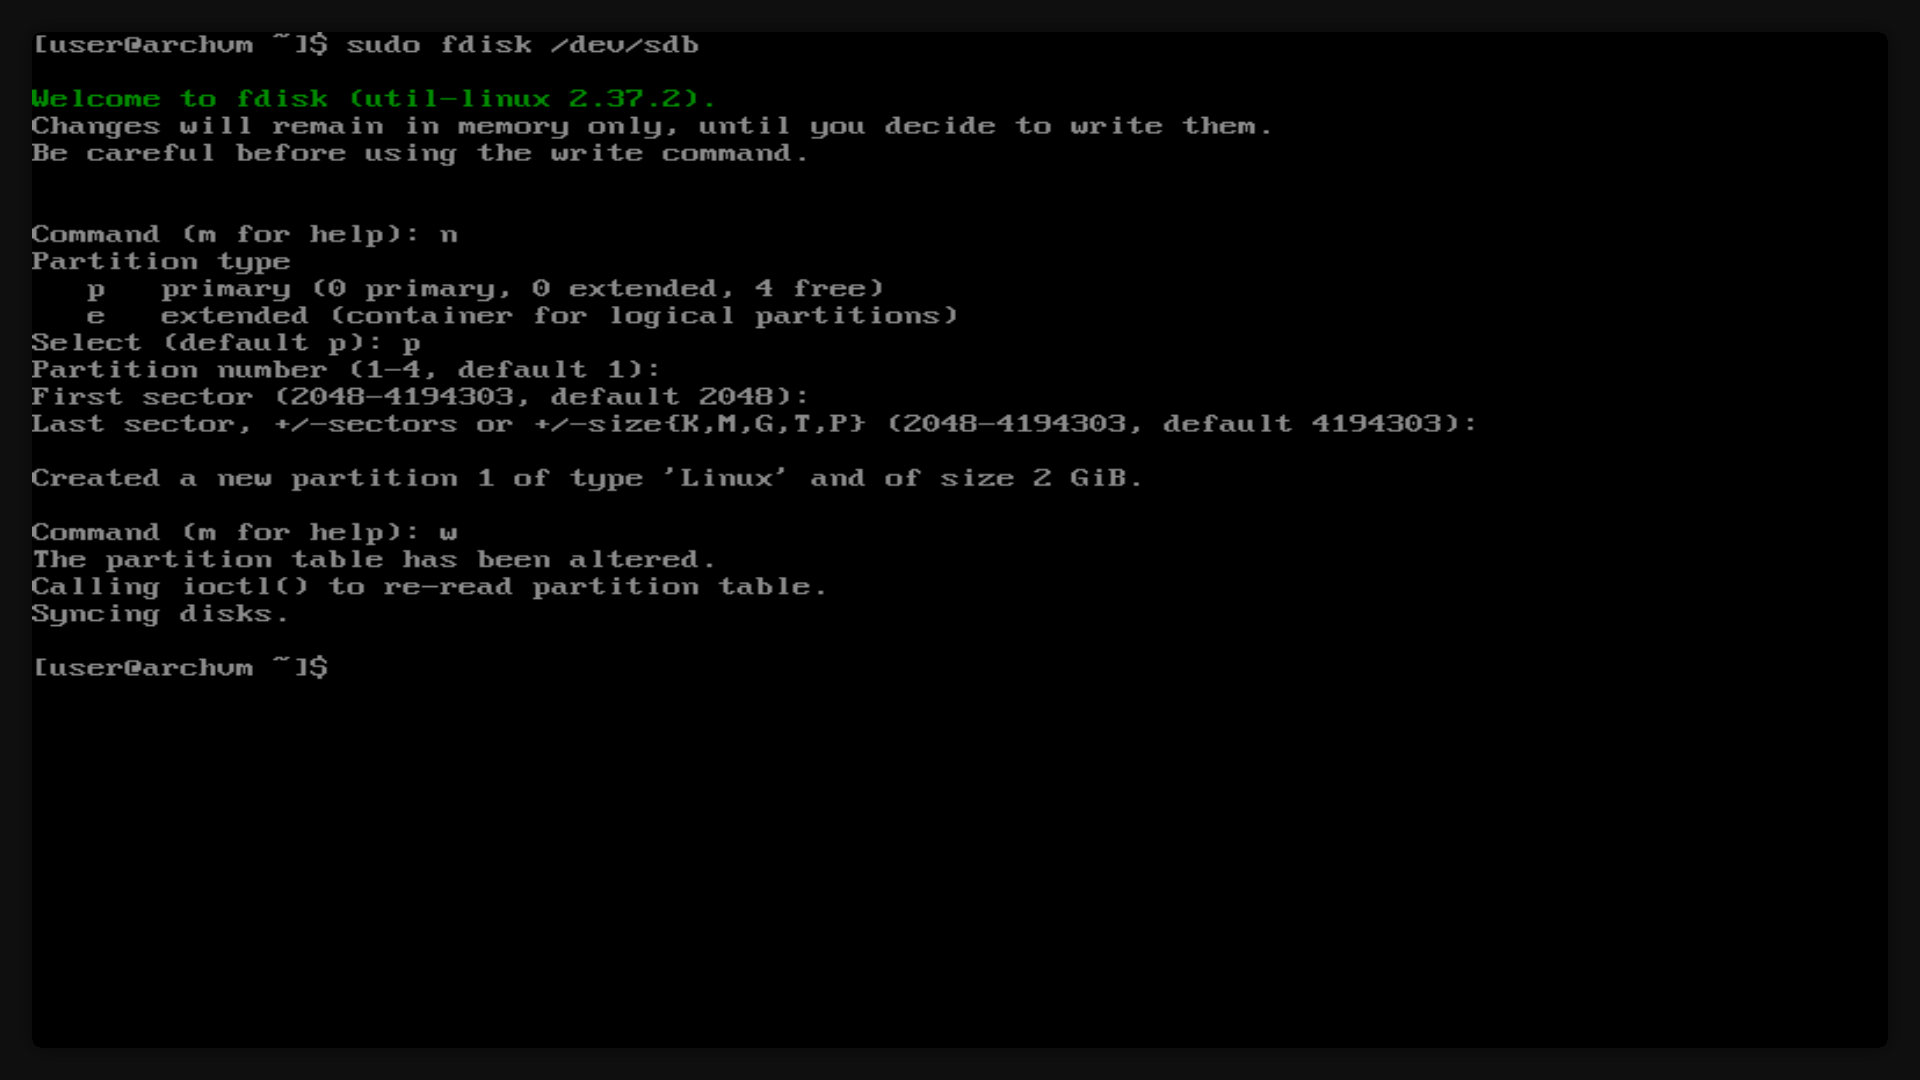 [user@archvm ~]$ sudo fdisk /dev/sdb
Welcome to fdisk (util-linux 2.37.2).
Changes will remain in memory only, until you decide to write them.
Be careful before using the write command.
Command (m for help): n
Partition type
   p   primary (0 primary, 0 extended, 4 free)
   e   extended (container for logical partitions)
Select (default p): p
Partition number (1-4, default 1):
First sector (2048-4194303, default 2048):
Last sector, +/-sectors or +/-size{K,M,G,T,P} (2048-4194303, default 4194303):
Created a new partition 1 of type 'Linux' and of size 2 GiB.
Command (m for help): w
The partition table has been altered.
Calling ioctl() to re-read partition table.
Syncing disks.
[user@archvm ~]$